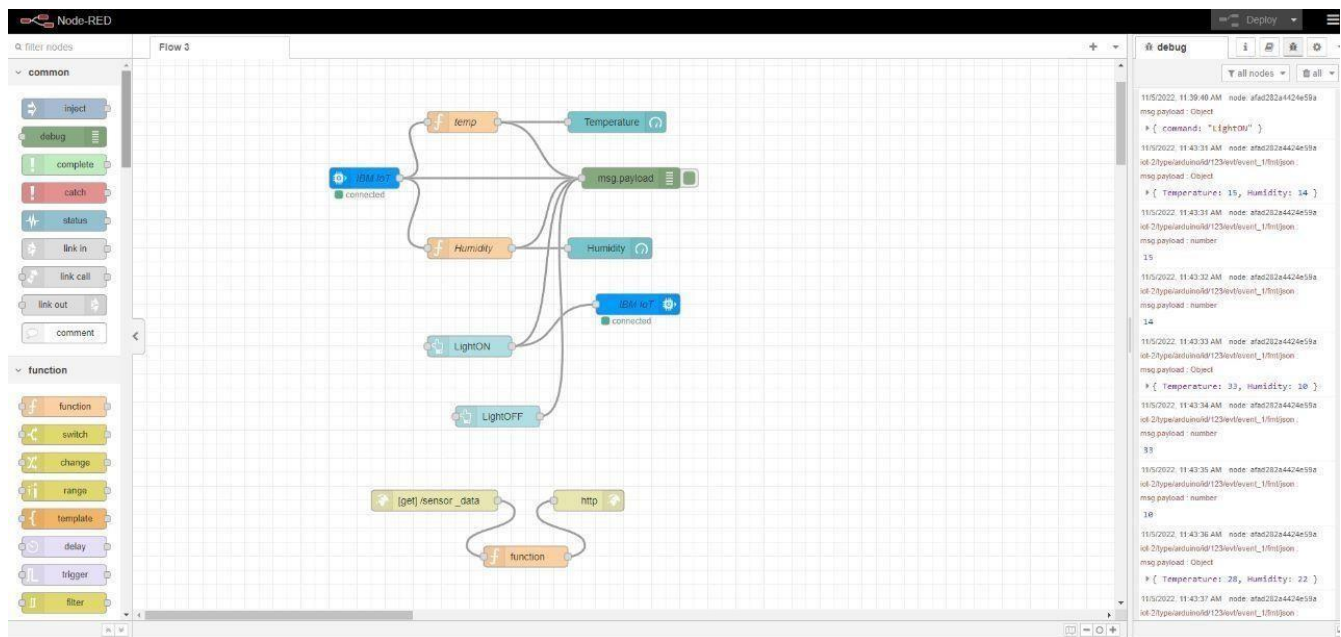 Node-RED
Deploy
filter nodes
Flow 3
debug
i
all nodes
all
common
inject
debug
complete
catch
status
link in
link call
link out
comment
function
function
switch
change
range
template
delay
trigger
filter
temp
Temperature
IBM IoT
connected
msg.payload
Humidity
Humidity
IBM IoT
connected
LightON
LightOFF
[get] /sensor_data
http
function
11/5/2022, 11:39:40 AM node: afad282a4424e59a
msg.payload : Object
{ command: "LightON" }
11/5/2022, 11:43:31 AM node: afad282a4424e59a
iot-2/type/arduino/id/123/evt/event_1/fmt/json :
msg.payload : Object
{ Temperature: 15, Humidity: 14 }
11/5/2022, 11:43:31 AM node: afad282a4424e59a
iot-2/type/arduino/id/123/evt/event_1/fmt/json :
msg.payload : number
15
11/5/2022, 11:43:32 AM node: afad282a4424e59a
iot-2/type/arduino/id/123/evt/event_1/fmt/json :
msg.payload : number
14
11/5/2022, 11:43:33 AM node: afad282a4424e59a
iot-2/type/arduino/id/123/evt/event_1/fmt/json :
msg.payload : Object
{ Temperature: 33, Humidity: 10 }
11/5/2022, 11:43:34 AM node: afad282a4424e59a
iot-2/type/arduino/id/123/evt/event_1/fmt/json :
msg.payload : number
33
11/5/2022, 11:43:35 AM node: afad282a4424e59a
iot-2/type/arduino/id/123/evt/event_1/fmt/json :
msg.payload : number
10
11/5/2022, 11:43:36 AM node: afad282a4424e59a
iot-2/type/arduino/id/123/evt/event_1/fmt/json :
msg.payload : Object
{ Temperature: 28, Humidity: 22 }
11/5/2022, 11:43:37 AM node: afad282a4424e59a
iot-2/type/arduino/id/123/evt/event_1/fmt/json :